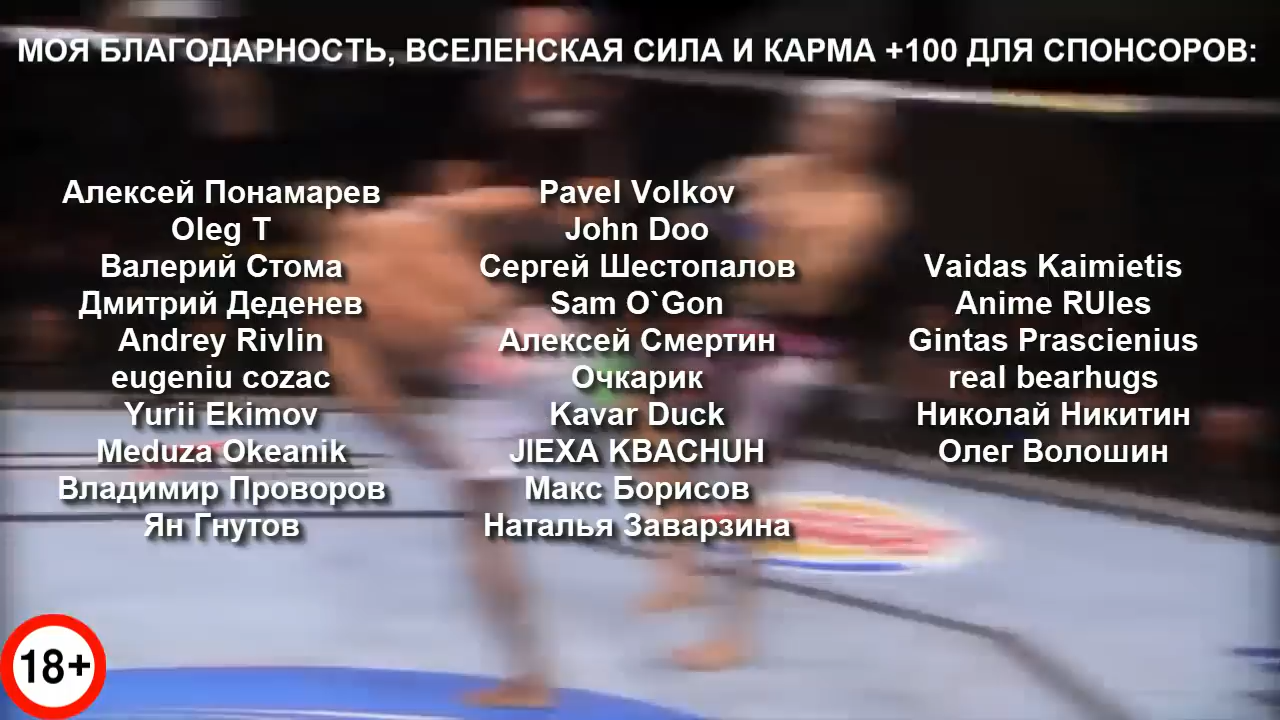 МОЯ БЛАГОДАРНОСТЬ, ВСЕЛЕНСКАЯ СИЛА И КАРМА +100 ДЛЯ СПОНСОРОВ:
Алексей Понамарев
Oleg T
Валерий Стома
Дмитрий Деденев
Andrey Rivlin
eugeniu cozac
Yurii Ekimov
Meduza Okeanik
Владимир Проворов
Ян Гнутов
Pavel Volkov
John Doo
Сергей Шестопалов
Sam O`Gon
Алексей Смертин
Очкарик
Kavar Duck
JIEXA KBACHUH
Макс Борисов
Наталья Заварзина
Vaidas Kaimietis
Anime RUles
Gintas Prascienius
real bearhugs
Николай Никитин
Олег Волошин
18+